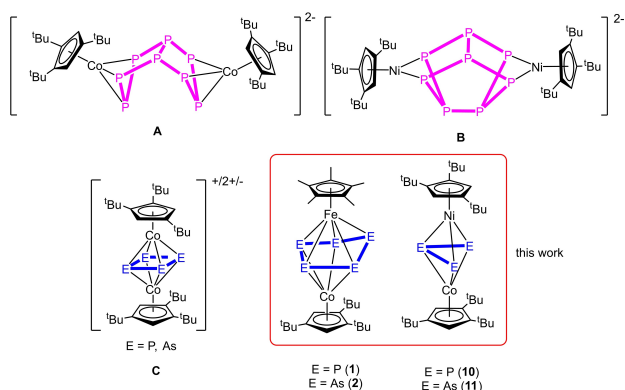 tBu
tBu
tBu
Co
P
P
P
P
P
P
P
P
Co
tBu
tBu
tBu
2-
A
tBu
tBu
tBu
Ni
P
P
P
P
P
P
P
P
Ni
tBu
tBu
tBu
2-
B
tBu
tBu
tBu
Co
E
E
E
E
Co
tBu
tBu
tBu
+/2+/-
E = P, As
C
Fe
E
E
E
E
E
Co
tBu
tBu
tBu
E = P (1)
E = As (2)
tBu
tBu
tBu
Ni
E
E
E
Co
tBu
tBu
tBu
E = P (10)
E = As (11)
this work